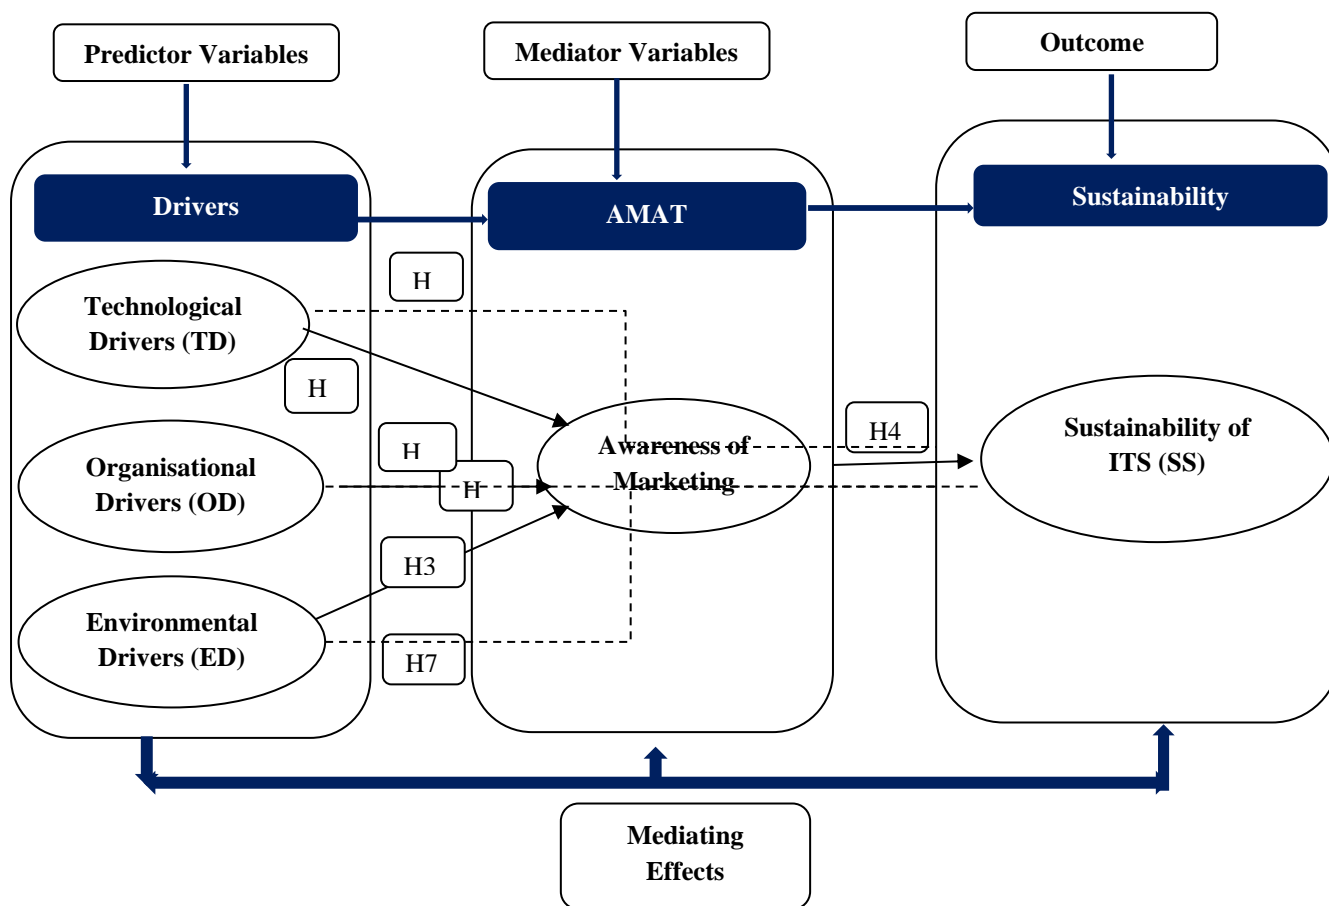 Predictor Variables
Mediator Variables
Outcome
Drivers
AMAT
Sustainability
H
Technological
Drivers (TD)
H
H
H4
Awareness of
Marketing
Sustainability of
ITS (SS)
Organisational
Drivers (OD)
H
H3
Environmental
Drivers (ED)
H7
Mediating
Effects